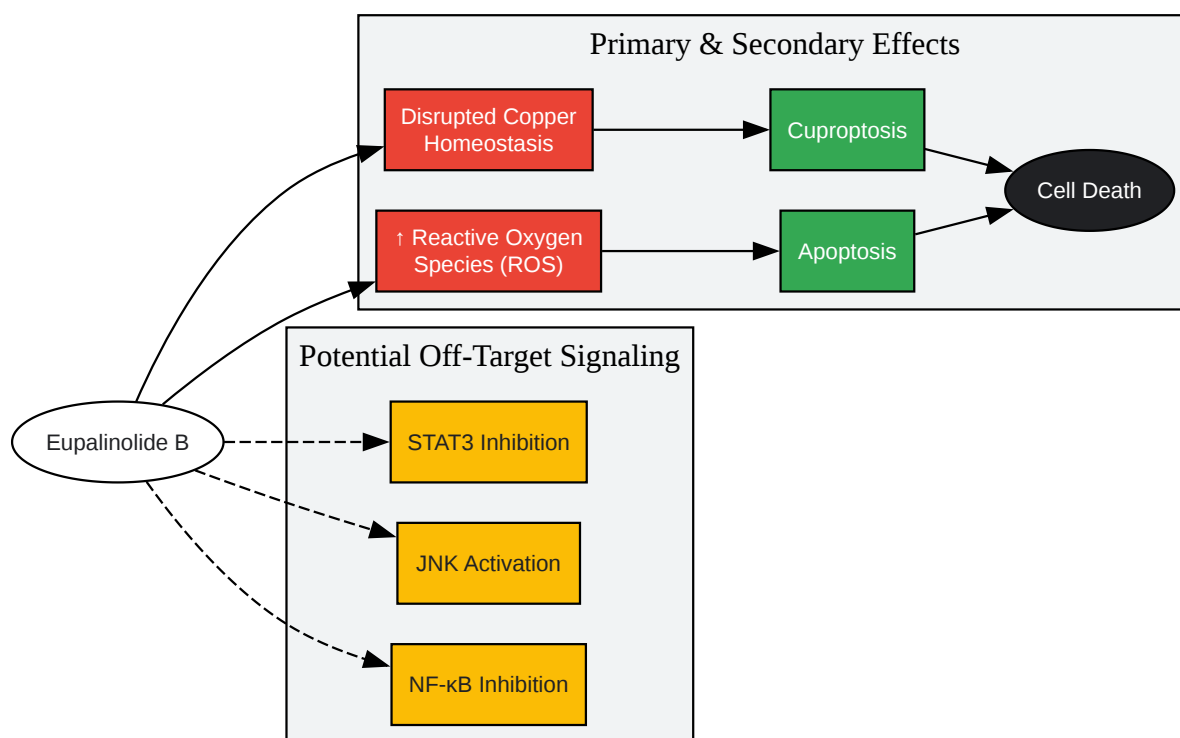 Primary & Secondary Effects
Disrupted Copper
Homeostasis
Cuproptosis
Cell Death
↑ Reactive Oxygen
Species (ROS)
Apoptosis
Potential Off-Target Signaling
Eupalinolide B
STAT3 Inhibition
JNK Activation
NF-κB Inhibition